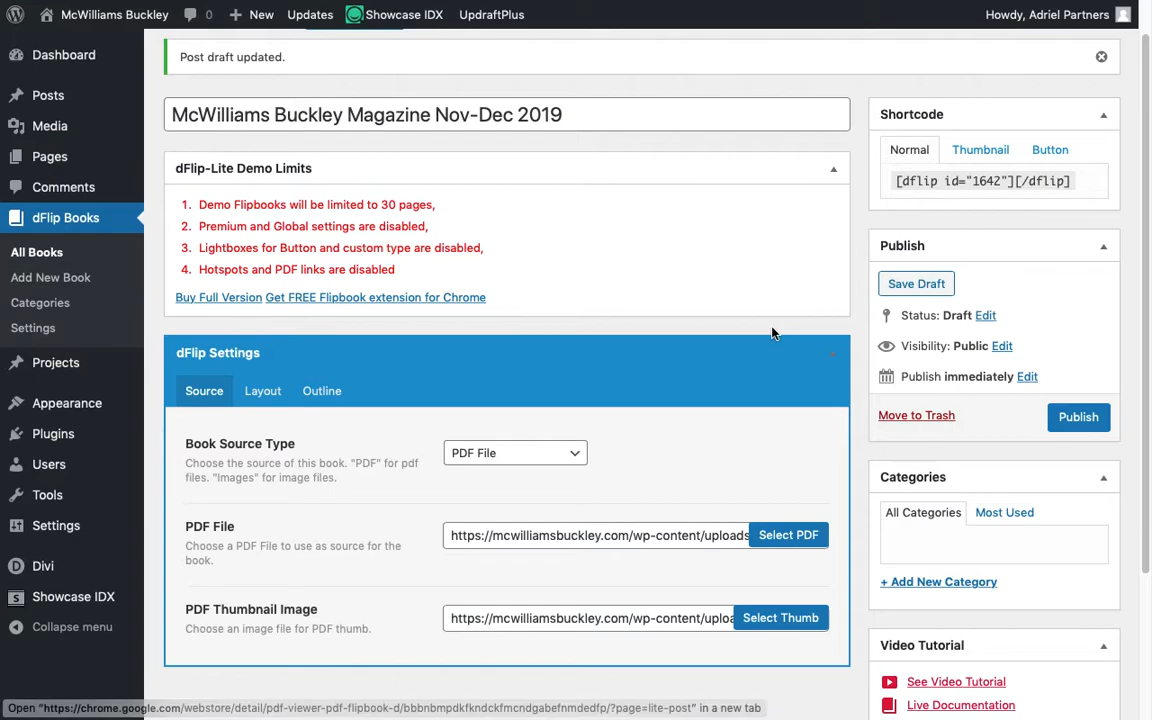 McWilliams Buckley 0 New Updates Showcase IDX UpdraftPlus Howdy, Adriel Partners
Dashboard
Posts
Media
Pages
Comments
dFlip Books
All Books
Add New Book
Categories
Settings
Projects
Appearance
Plugins
Users
Tools
Settings
Divi
Showcase IDX
Collapse menu
Post draft updated.
McWilliams Buckley Magazine Nov-Dec 2019
dFlip-Lite Demo Limits
1. Demo Flipbooks will be limited to 30 pages,
2. Premium and Global settings are disabled,
3. Lightboxes for Button and custom type are disabled,
4. Hotspots and PDF links are disabled
Buy Full Version Get FREE Flipbook extension for Chrome
dFlip Settings
Source Layout Outline
Book Source Type
Choose the source of this book. "PDF" for pdf
files. "Images" for image files.
PDF File
PDF File
Choose a PDF File to use as source for the
book.
https://mcwilliamsbuckley.com/wp-content/uploads Select PDF
PDF Thumbnail Image
Choose an image file for PDF thumb.
https://mcwilliamsbuckley.com/wp-content/uploa Select Thumb
Shortcode
Normal Thumbnail Button
[dflip id="1642"][/dflip]
Publish
Save Draft
Status: Draft Edit
Visibility: Public Edit
Publish immediately Edit
Move to Trash Publish
Categories
All Categories Most Used
+ Add New Category
Video Tutorial
See Video Tutorial
Live Documentation
Open "https://chrome.google.com/webstore/detail/pdf-viewer-pdf-flipbook-d/bbbnbmpdkfkndckfmcndgabefnmdedfp/?page=lite-post" in a new tab